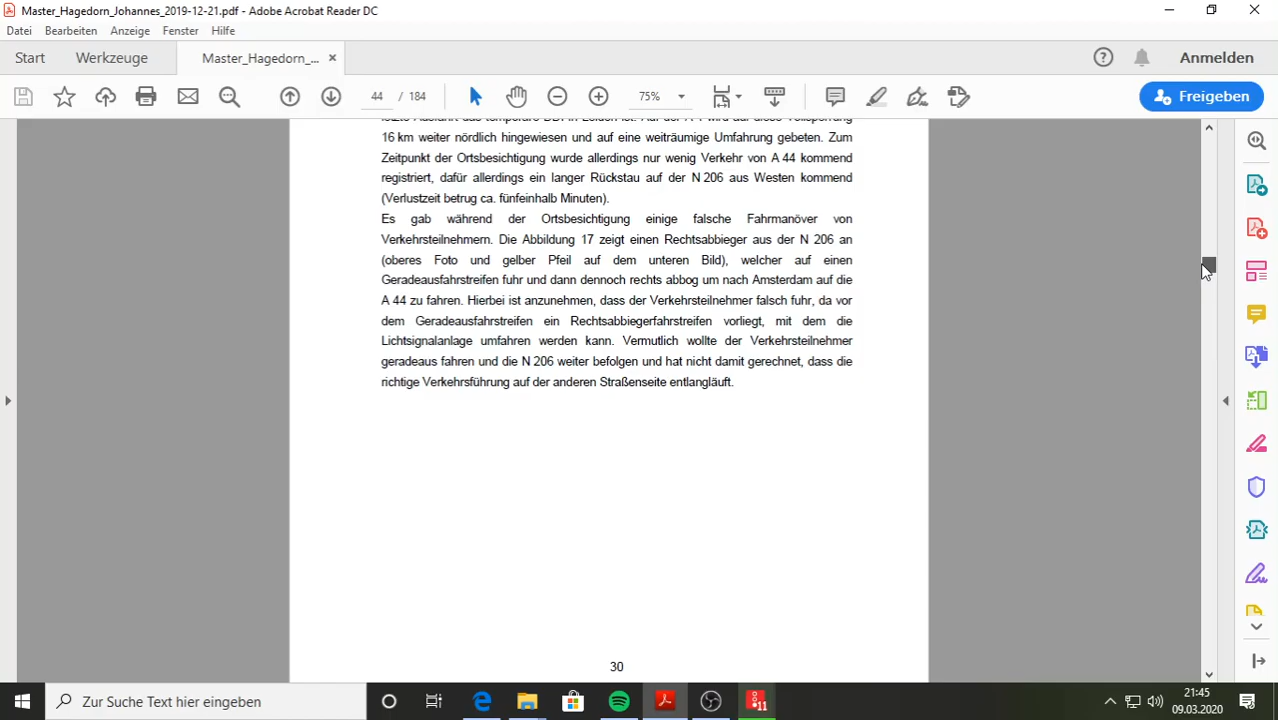 Master_Hagedorn_Johannes_2019-12-21.pdf - Adobe Acrobat Reader DC
Datei Bearbeiten Anzeige Fenster Hilfe
Start Werkzeuge Master_Hagedorn_... ×
Anmelden
44 / 184 75%
Freigeben
16 km weiter nördlich hingewiesen und auf eine weiträumige Umfahrung gebeten. Zum
Zeitpunkt der Ortsbesichtigung wurde allerdings nur wenig Verkehr von A 44 kommend
registriert, dafür allerdings ein langer Rückstau auf der N 206 aus Westen kommend
(Verlustzeit betrug ca. fünfeinhalb Minuten).
Es gab während der Ortsbesichtigung einige falsche Fahrmanöver von
Verkehrsteilnehmern. Die Abbildung 17 zeigt einen Rechtsabbieger aus der N 206 an
(oberes Foto und gelber Pfeil auf dem unteren Bild), welcher auf einen
Geradeausfahrstreifen fuhr und dann dennoch rechts abbog um nach Amsterdam auf die
A 44 zu fahren. Hierbei ist anzunehmen, dass der Verkehrsteilnehmer falsch fuhr, da vor
dem Geradeausfahrstreifen ein Rechtsabbiegerfahrstreifen vorliegt, mit dem die
Lichtsignalanlage umfahren werden kann. Vermutlich wollte der Verkehrsteilnehmer
geradeaus fahren und die N 206 weiter befolgen und hat nicht damit gerechnet, dass die
richtige Verkehrsführung auf der anderen Straßenseite entlangläuft.
30
Zur Suche Text hier eingeben
11
21:45
09.03.2020